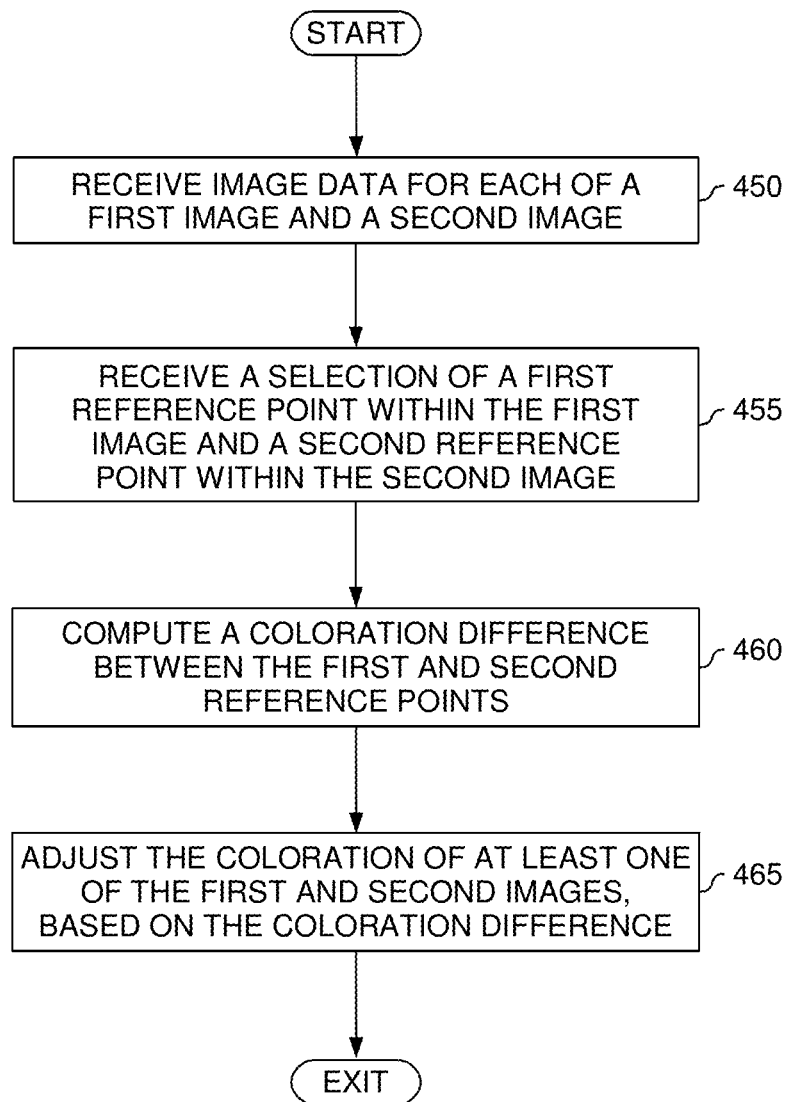 START
RECEIVE IMAGE DATA FOR EACH OF A
FIRST IMAGE AND A SECOND IMAGE
450
RECEIVE A SELECTION OF A FIRST
REFERENCE POINT WITHIN THE FIRST
IMAGE AND A SECOND REFERENCE
POINT WITHIN THE SECOND IMAGE
455
COMPUTE A COLORATION DIFFERENCE
BETWEEN THE FIRST AND SECOND
REFERENCE POINTS
460
ADJUST THE COLORATION OF AT LEAST ONE
OF THE FIRST AND SECOND IMAGES,
BASED ON THE COLORATION DIFFERENCE
465
EXIT